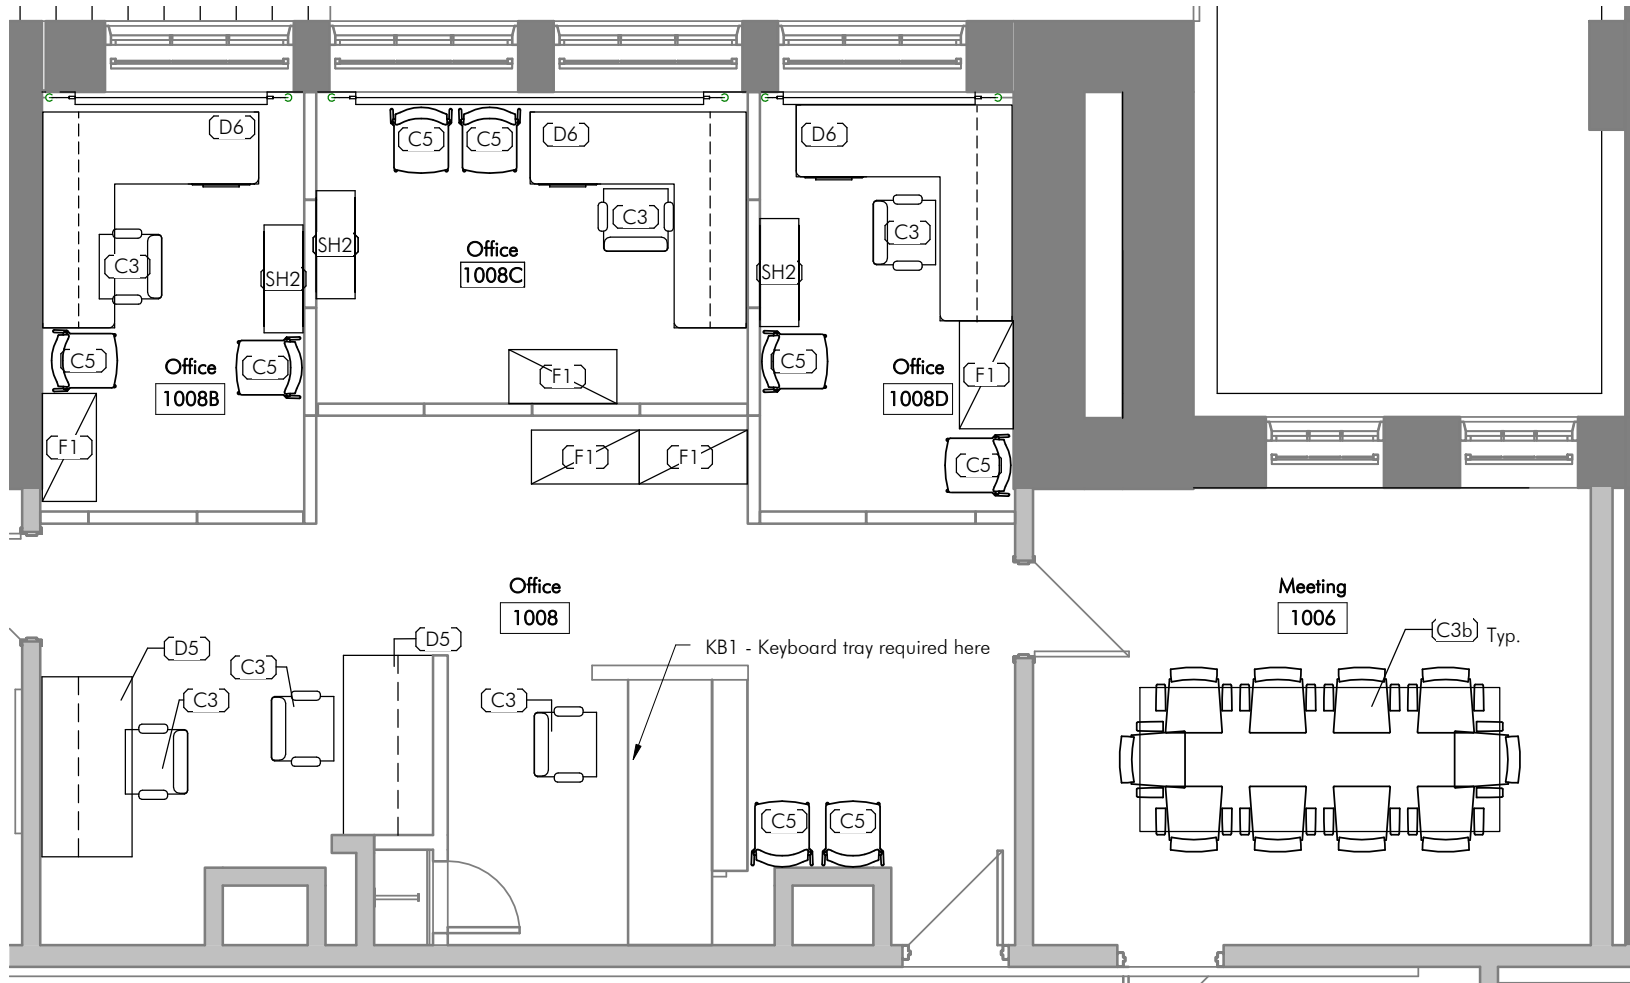 D6
C5
C5
D6
D6
C3
C3
SH2
Office
1008C
C3
SH2
SH2
C5
Office
1008B
C5
F1
C5
Office
1008D
F1
F1
F1
F1
C5
Office
1008
Meeting
1006
C3b Typ.
D5
D5
KB1 - Keyboard tray required here
C3
C3
C3
C5
C5